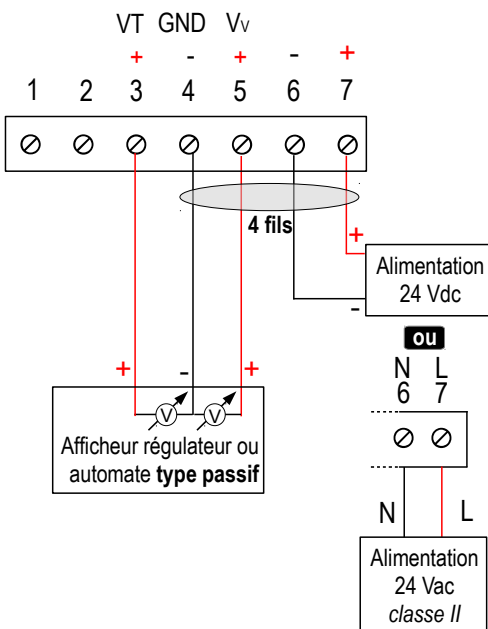 VT GND Vv
+ - + - +
1 2 3 4 5 6 7
4 fils
+
Alimentation
24 Vdc
-
ou
N L
6 7
+ - +
V V
Afficheur régulateur ou
automate type passif
N L
Alimentation
24 Vac
classe II